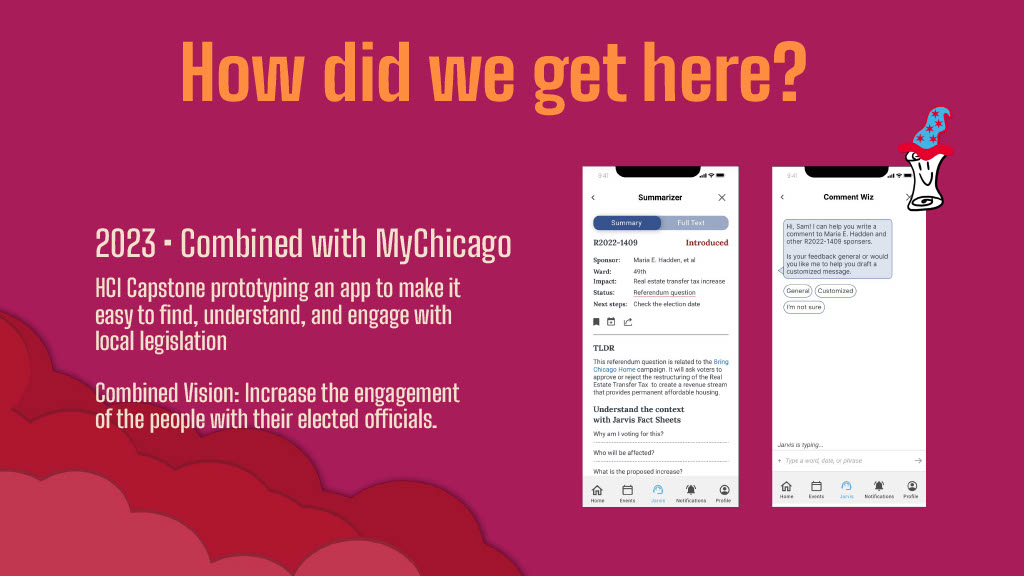 How did we get here?
2023 • Combined with MyChicago
HCI Capstone prototyping an app to make it
easy to find, understand, and engage with
local legislation
Combined Vision: Increase the engagement
of the people with their elected officials.
9:41
Summarizer
Summary Full Text
R2022-1409 Introduced
Sponsor: Maria E. Hadden, et al
Ward: 49th
Impact: Real estate transfer tax increase
Status: Referendum question
Next steps: Check the election date
TLDR
This referendum question is related to the Bring
Chicago Home campaign. It will ask voters to
approve or reject the restructuring of the Real
Estate Transfer Tax to create a revenue stream
that provides permanent affordable housing.
Understand the context
with Jarvis Fact Sheets
Why am I voting for this?
Who will be affected?
What is the proposed increase?
Home Events Jarvis Notifications Profile
9:41
Comment Wiz
Hi, Sam! I can help you write a
comment to Maria E. Hadden and
other R2022-1409 sponsers.
Is your feedback general or would
you like me to help you draft a
customized message.
General Customized
I'm not sure
Jarvis is typing...
+ Type a word, date, or phrase
Home Events Jarvis Notifications Profile